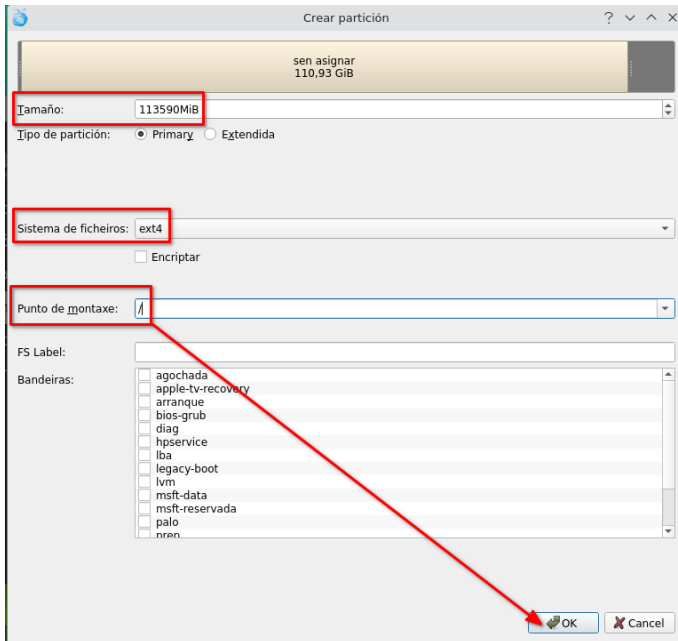 Crear partición
sen asignar
110,93 GiB
Tamaño: 113590MiB
Tipo de partición: Primary Extendida
Sistema de ficheiros: ext4
Encriptar
Punto de montaxe: /
FS Label:
Bandeiras:
agochada
apple-tv-recovery
arranque
bios-grub
diag
hpservice
lba
legacy-boot
lvm
msft-data
msft-reservada
palo
prep
OK Cancel